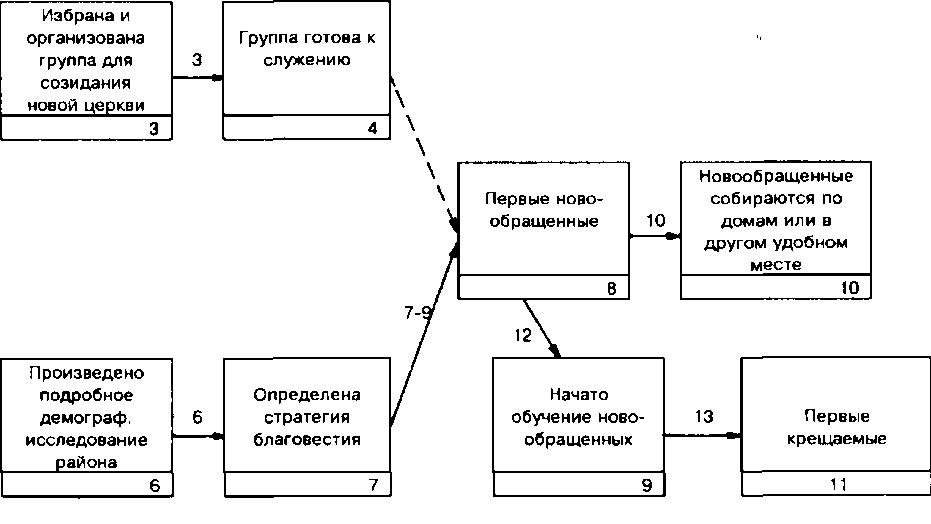 Избрана и
организована
группа для
созидания
новой церкви
3
3
Группа готова к
служению
4
Первые ново-
обращенные
8
10
Новообращенные
собираются по
домам или в
другом удобном
месте
10
7-9
12
Произведено
подробное
демограф.
исследование
района
6
6
Определена
стратегия
благовестия
7
Начато
обучение ново-
обращенных
9
13
Первые
крещаемые
11